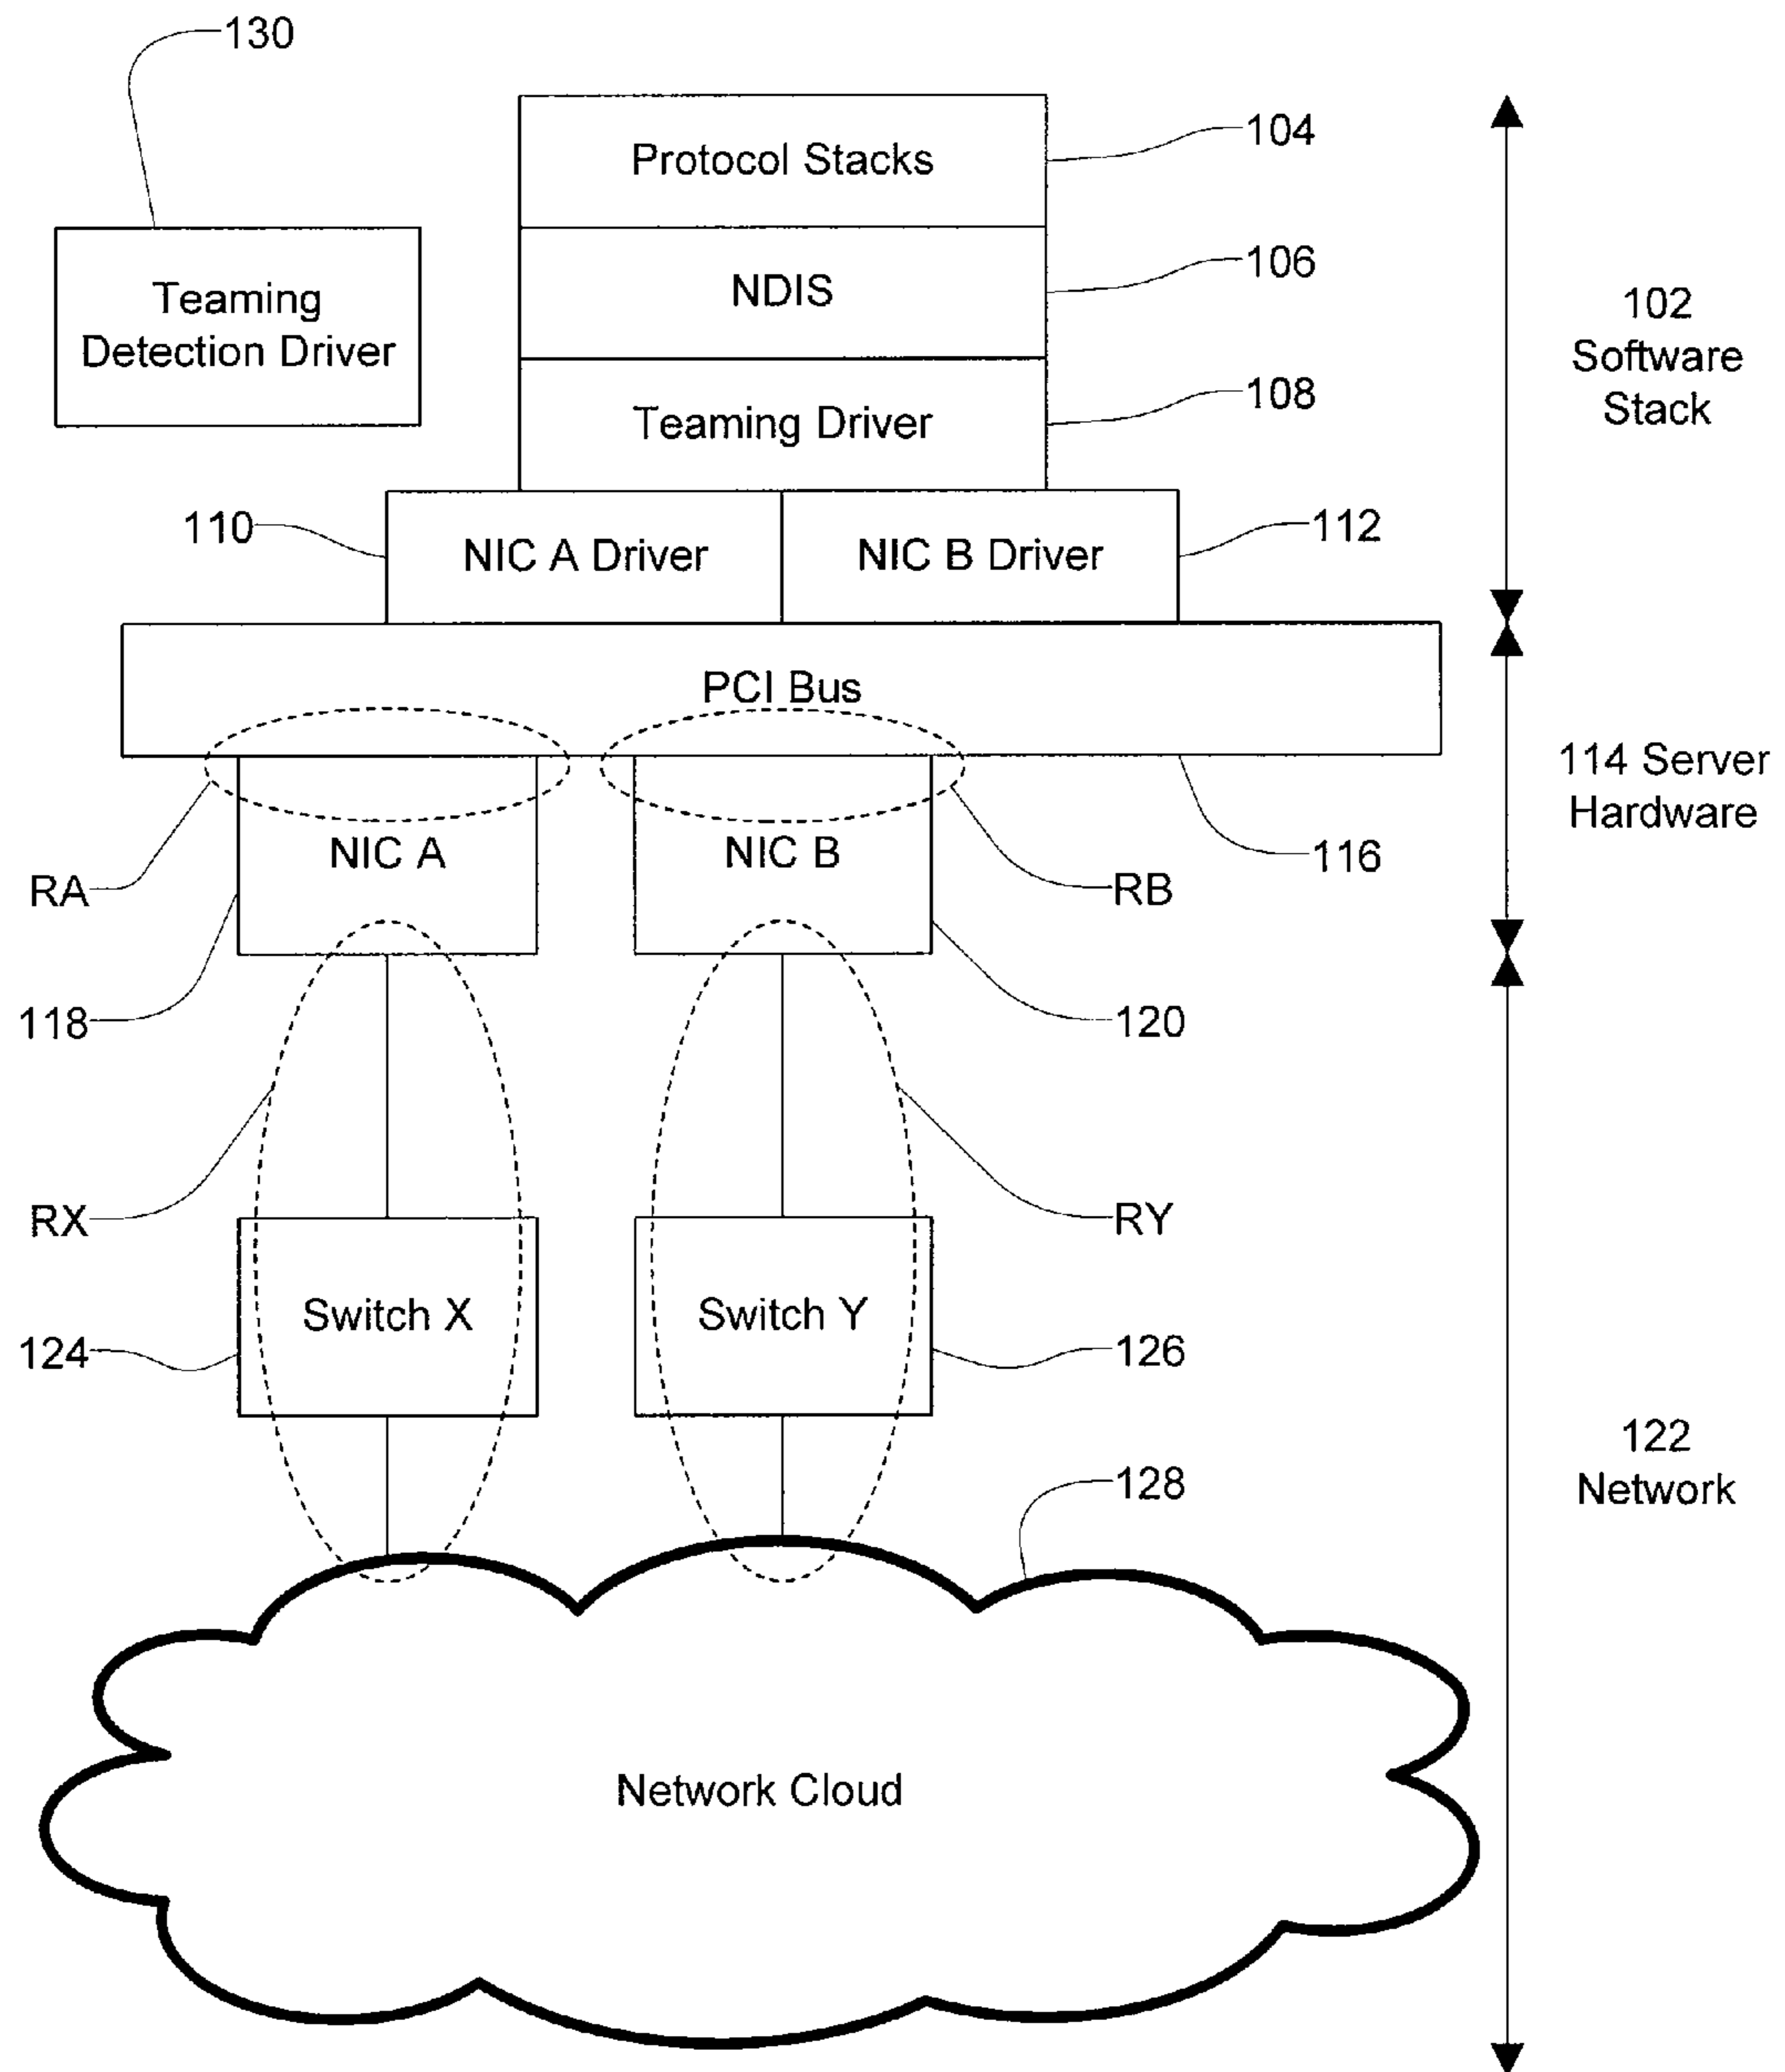 130
Protocol Stacks
104
NDIS
106
Teaming
Detection Driver
102
Software
Stack
Teaming Driver
108
110
NIC A Driver
NIC B Driver
112
PCI Bus
114 Server
Hardware
NIC A
NIC B
116
RA
RB
118
120
RX
RY
Switch X
Switch Y
124
126
122
Network
128
Network Cloud